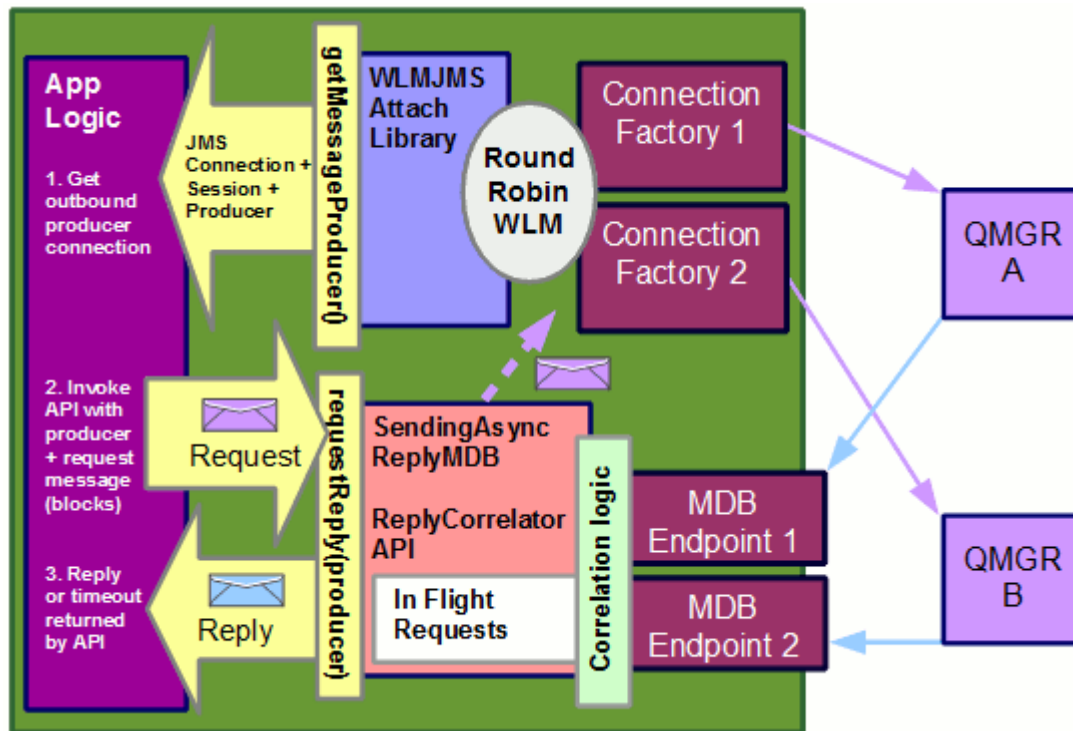 App
Logic
1. Get
outbound
producer
connection
2. Invoke
API with
producer
+ request
message
(blocks)
3. Reply
or timeout
returned
by API
JMS
Connection +
Session +
Producer
getMessageProducer()
WLMJMS
Attach
Library
Round
Robin
WLM
Connection
Factory 1
Connection
Factory 2
QMGR
A
QMGR
B
Request
Reply
requestReply(producer)
SendingAsync
ReplyMDB
ReplyCorrelator
API
In Flight
Requests
Correlation logic
MDB
Endpoint 1
MDB
Endpoint 2